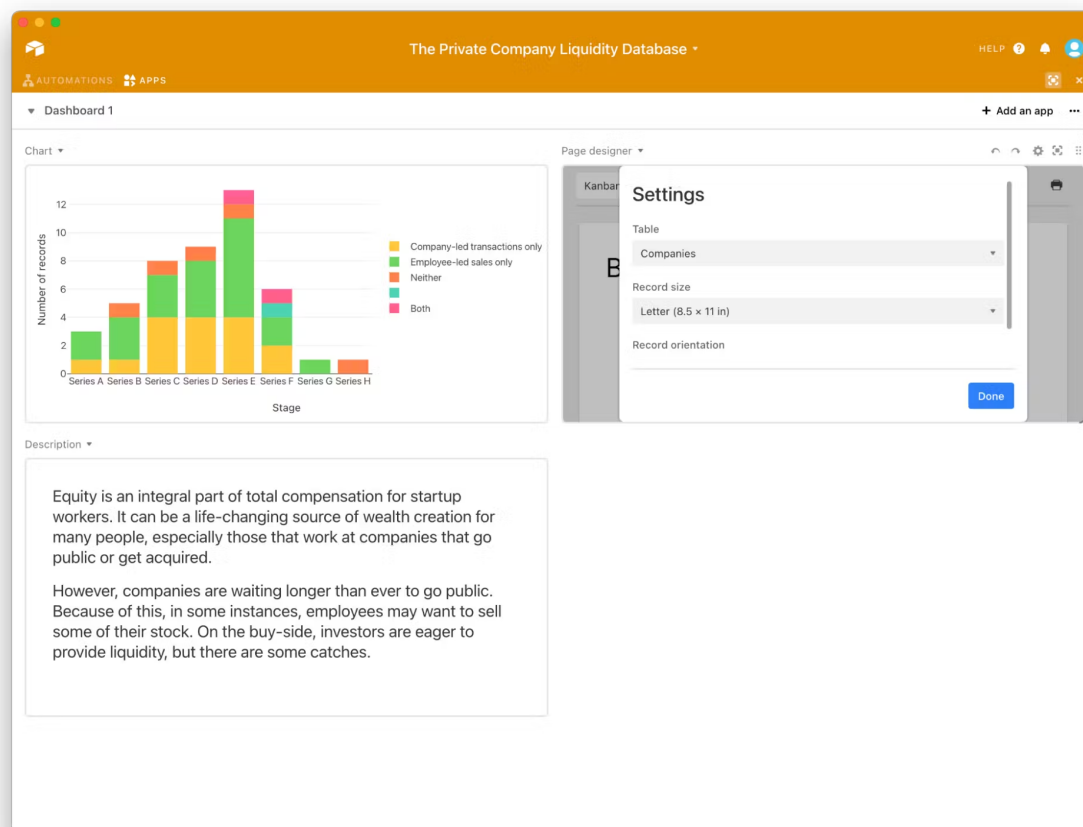 The Private Company Liquidity Database
HELP
AUTOMATIONS
APPS
Dashboard 1
+ Add an app
Chart
Number of records
12
10
8
6
4
2
0
Series A Series B Series C Series D Series E Series F Series G Series H
Stage
Company-led transactions only
Employee-led sales only
Neither
Both
Page designer
Settings
Table
Companies
Record size
Letter (8.5 × 11 in)
Record orientation
Done
Description
Equity is an integral part of total compensation for startup
workers. It can be a life-changing source of wealth creation for
many people, especially those that work at companies that go
public or get acquired.
However, companies are waiting longer than ever to go public.
Because of this, in some instances, employees may want to sell
some of their stock. On the buy-side, investors are eager to
provide liquidity, but there are some catches.